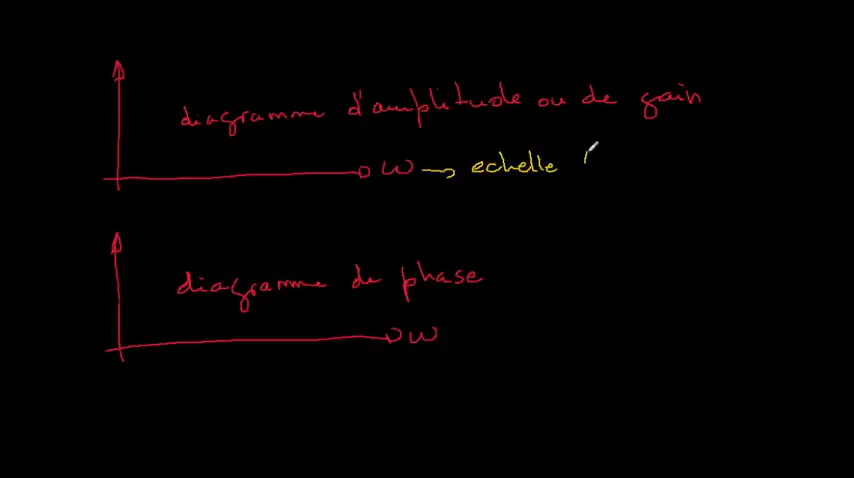 diagramme d'amplitude ou de gain
W → echelle
diagramme de phase
W